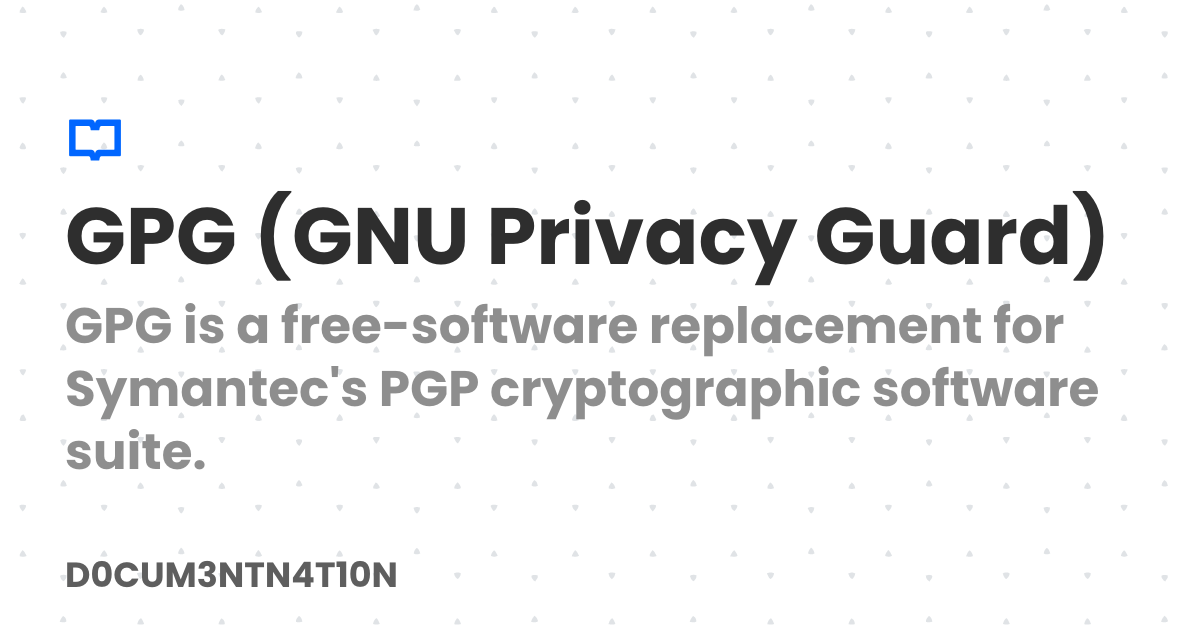 GPG (GNU Privacy Guard)
GPG is a free-software replacement for
Symantec's PGP cryptographic software
suite.
D0CUM3NTN4T10N